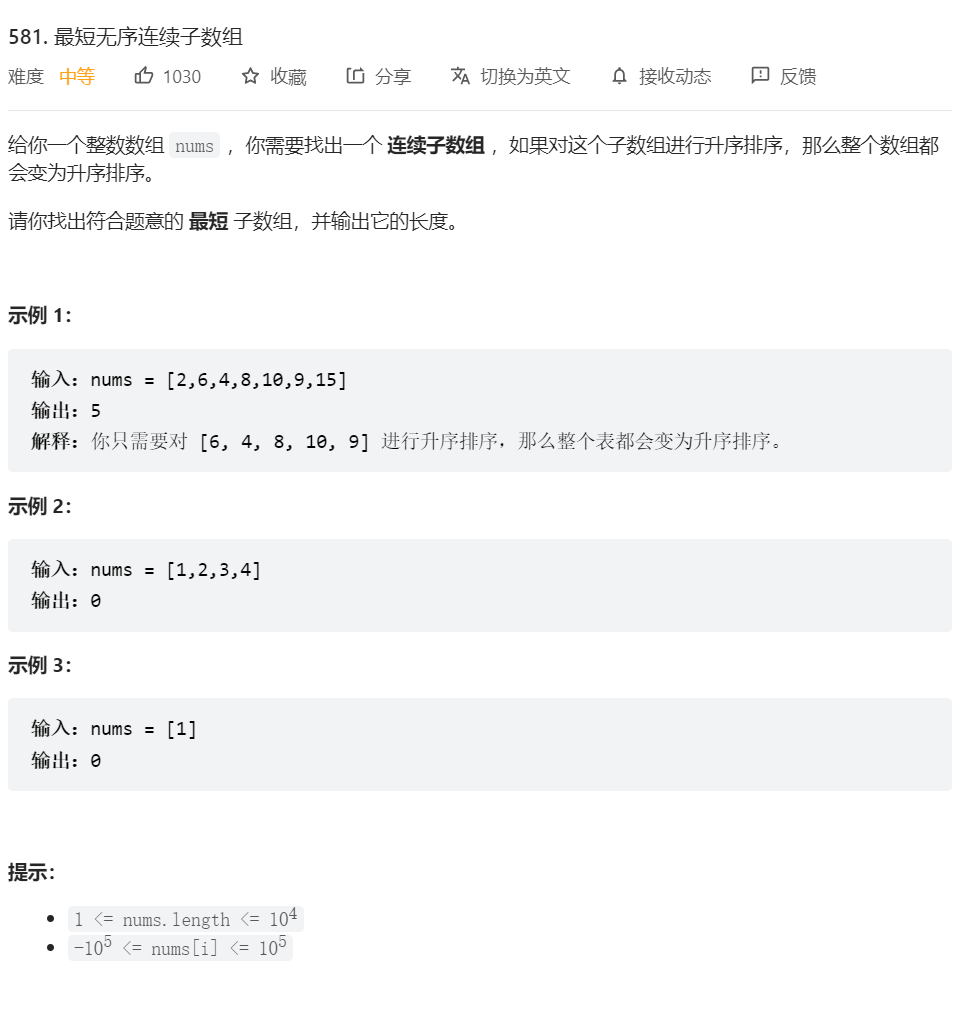 581. 最短无序连续子数组
难度 中等 1030 收藏 分享 切换为英文 接收动态 反馈
给你一个整数数组 nums ，你需要找出一个 连续子数组 ，如果对这个子数组进行升序排序，那么整个数组都
会变为升序排序。
请你找出符合题意的 最短 子数组，并输出它的长度。
示例 1：
输入：nums = [2,6,4,8,10,9,15]
输出：5
解释：你只需要对 [6, 4, 8, 10, 9] 进行升序排序，那么整个表都会变为升序排序。
示例 2：
输入：nums = [1,2,3,4]
输出：0
示例 3：
输入：nums = [1]
输出：0
提示：
• 1 <= nums.length <= 10⁴
• -10⁵ <= nums[i] <= 10⁵